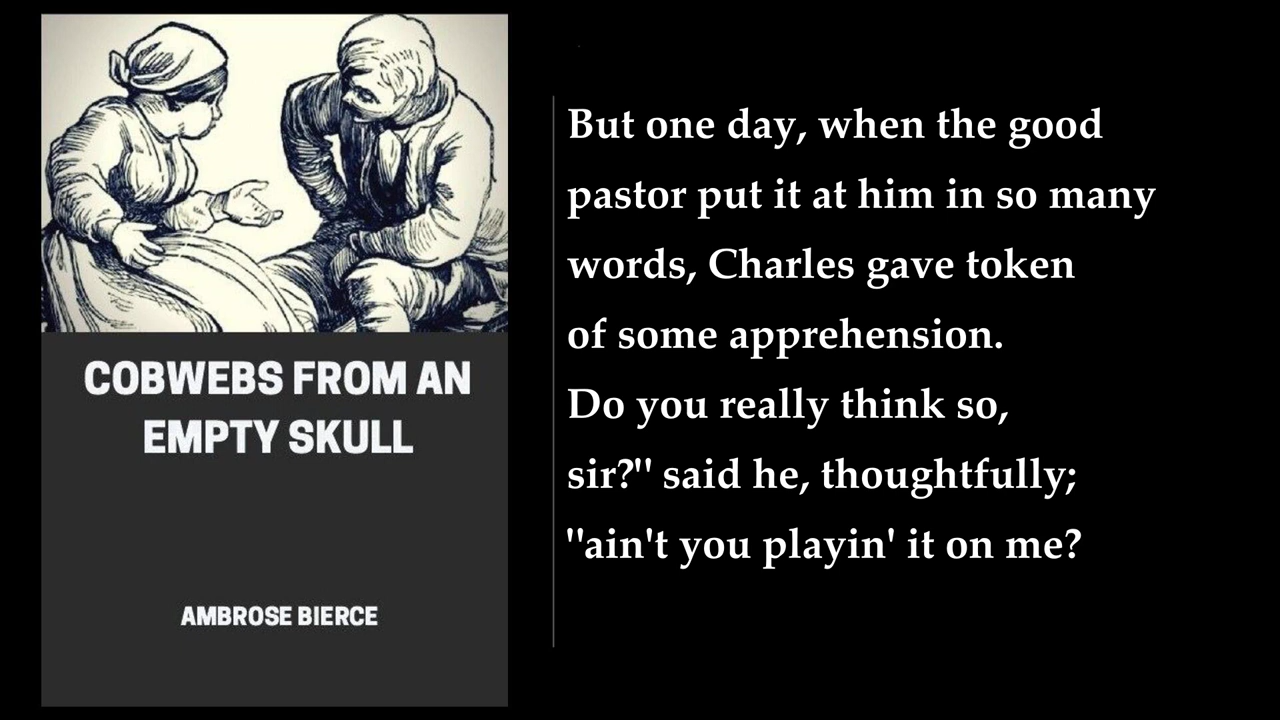 COBWEBS FROM AN
EMPTY SKULL
AMBROSE BIERCE
But one day, when the good
pastor put it at him in so many
words, Charles gave token
of some apprehension.
Do you really think so,
sir?" said he, thoughtfully;
"ain't you playin' it on me?